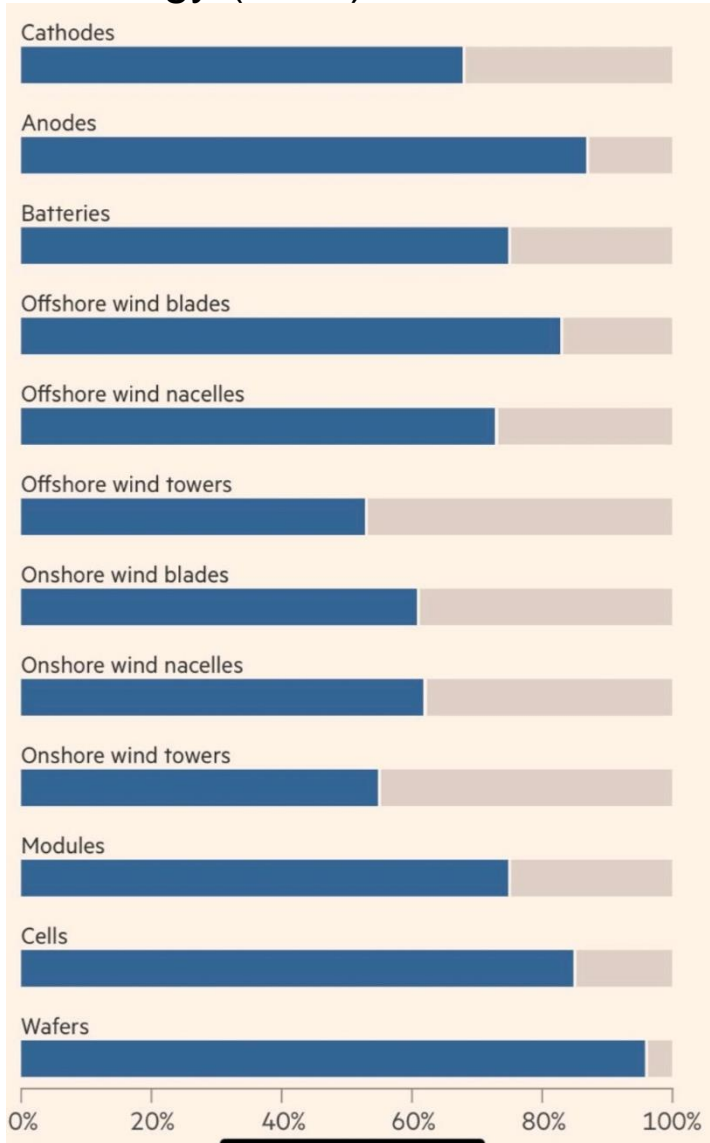 Cathodes
Anodes
Batteries
Offshore wind blades
Offshore wind nacelles
Offshore wind towers
Onshore wind blades
Onshore wind nacelles
Onshore wind towers
Modules
Cells
Wafers
0% 20% 40% 60% 80% 100%